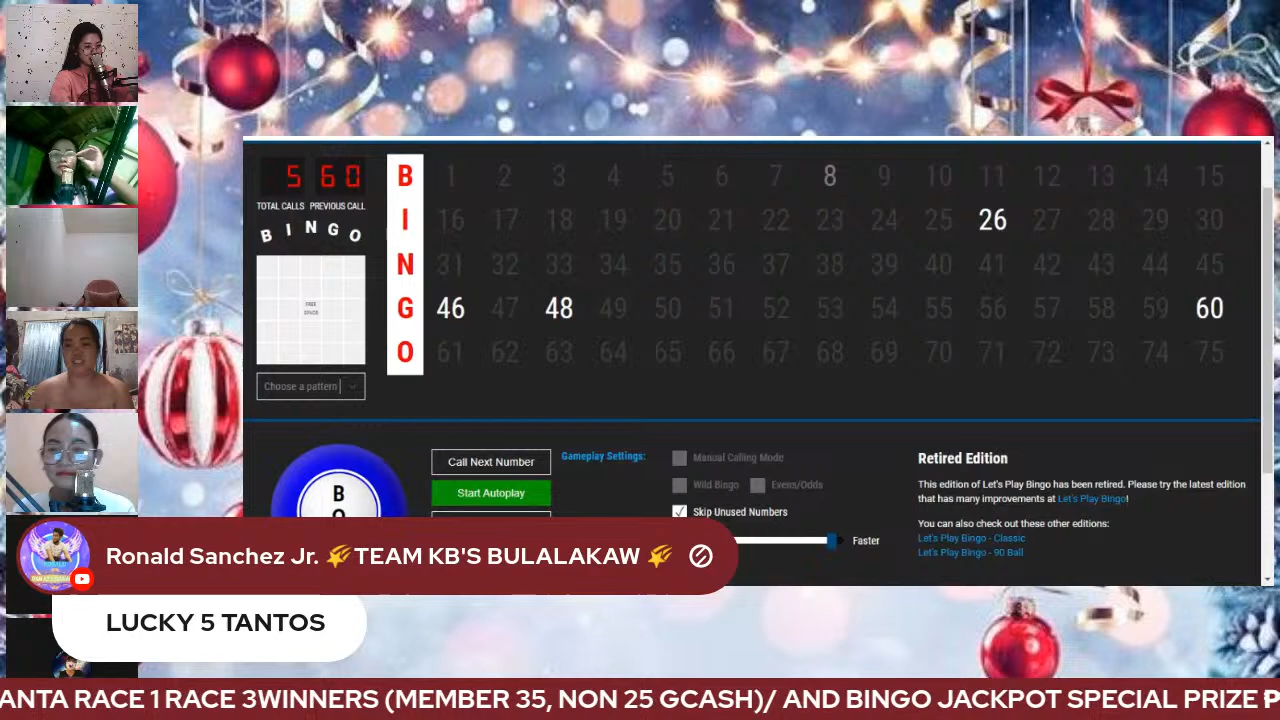 5 60
TOTAL CALLS PREVIOUS CALL
B I N G O
FREE
SPACE
Choose a pattern
B 1 2 3 4 5 6 7 8 9 10 11 12 13 14 15
I 16 17 18 19 20 21 22 23 24 25 26 27 28 29 30
N 31 32 33 34 35 36 37 38 39 40 41 42 43 44 45
G 46 47 48 49 50 51 52 53 54 55 56 57 58 59 60
O 61 62 63 64 65 66 67 68 69 70 71 72 73 74 75
B
Call Next Number
Start Autoplay
Gameplay Settings:
Manual Calling Mode
Wild Bingo Evens/Odds
Skip Unused Numbers
Faster
Retired Edition
This edition of Let's Play Bingo has been retired. Please try the latest edition
that has many improvements at Let's Play Bingo!
You can also check out these other editions:
Let's Play Bingo - Classic
Let's Play Bingo - 90 Ball
Ronald Sanchez Jr. 🌠TEAM KB'S BULALAKAW 🌠
LUCKY 5 TANTOS
ANTA RACE 1 RACE 3WINNERS (MEMBER 35, NON 25 GCASH)/ AND BINGO JACKPOT SPECIAL PRIZE